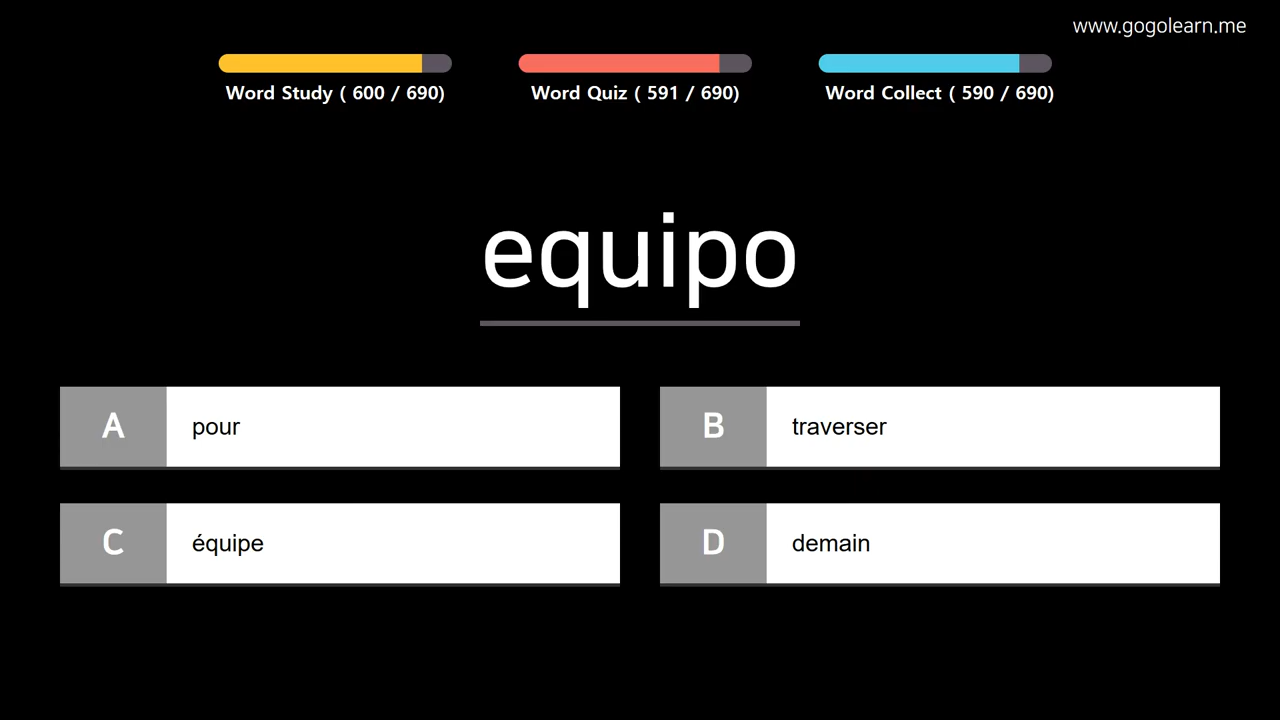 www.gogolearn.me
Word Study ( 600 / 690)
Word Quiz ( 591 / 690)
Word Collect ( 590 / 690)
equipo
A pour
B traverser
C équipe
D demain